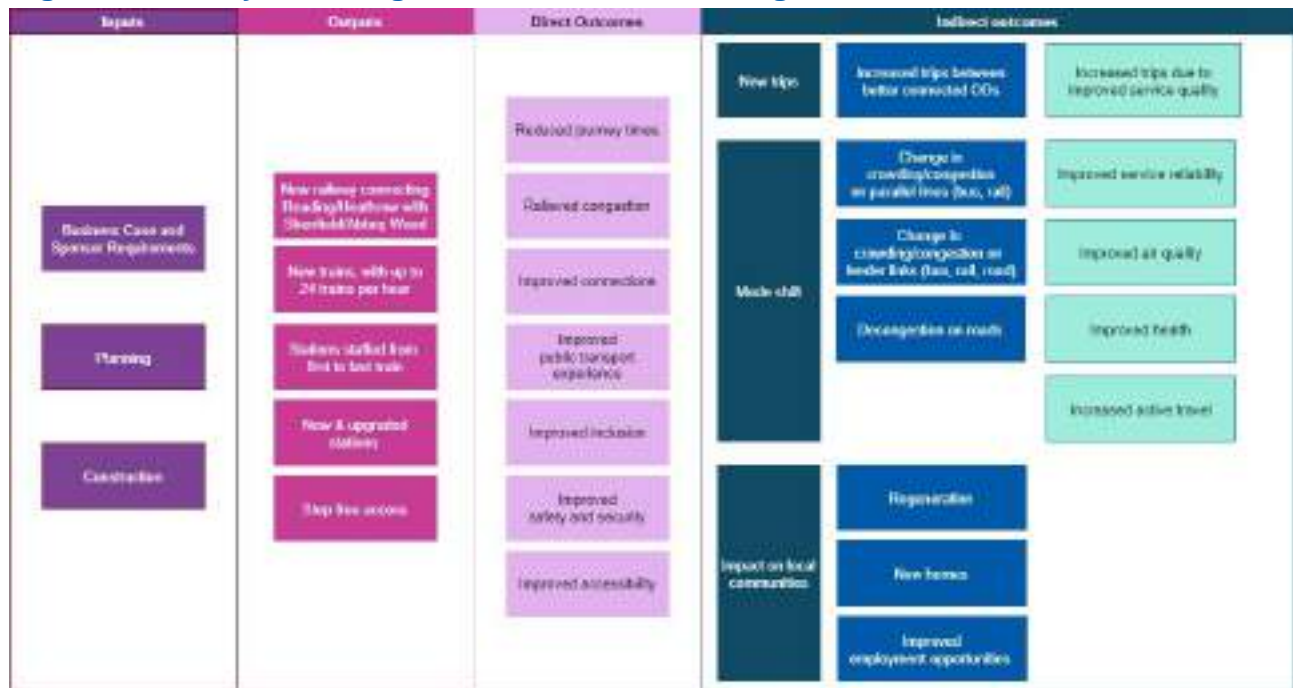 Inputs
Outputs
Direct Outcomes
Indirect outcomes
Business Case and
Sponsor Requirements
Planning
Construction
New railway connecting
Reading/Heathrow with
Shenfield/Abbey Wood
New trains, with up to
24 trains per hour
Stations staffed from
first to last train
New & upgraded
stations
Step free access
Reduced journey times
Relieved congestion
Improved connections
Improved
public transport
experience
Improved inclusion
Improved
safety and security
Improved accessibility
New trips
Increased trips between
better connected ODs
Increased trips due to
improved service quality
Mode shift
Change in
crowding/congestion
on parallel lines (bus, rail)
Change in
crowding/congestion on
feeder links (bus, rail, road)
Decongestion on roads
Improved service reliability
Improved air quality
Improved health
Increased active travel
Impact on local
communities
Regeneration
New homes
Improved
employment opportunities